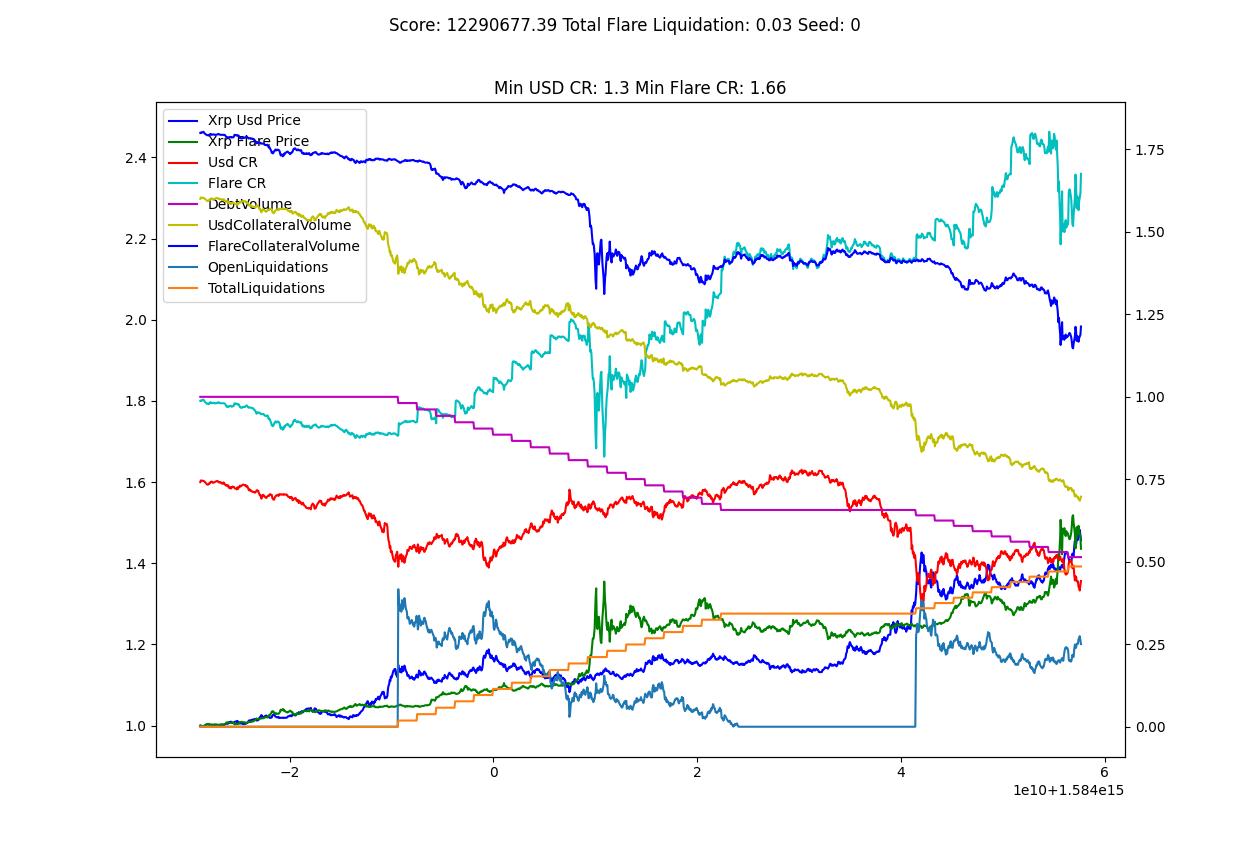 Score: 12290677.39 Total Flare Liquidation: 0.03 Seed: 0
Min USD CR: 1.3 Min Flare CR: 1.66
Xrp Usd Price
Xrp Flare Price
Usd CR
Flare CR
DebtVolume
UsdCollateralVolume
FlareCollateralVolume
OpenLiquidations
TotalLiquidations
2.4
2.2
2.0
1.8
1.6
1.4
1.2
1.0
1.75
1.50
1.25
1.00
0.75
0.50
0.25
0.00
−2
0
2
4
6
1e10+1.584e15